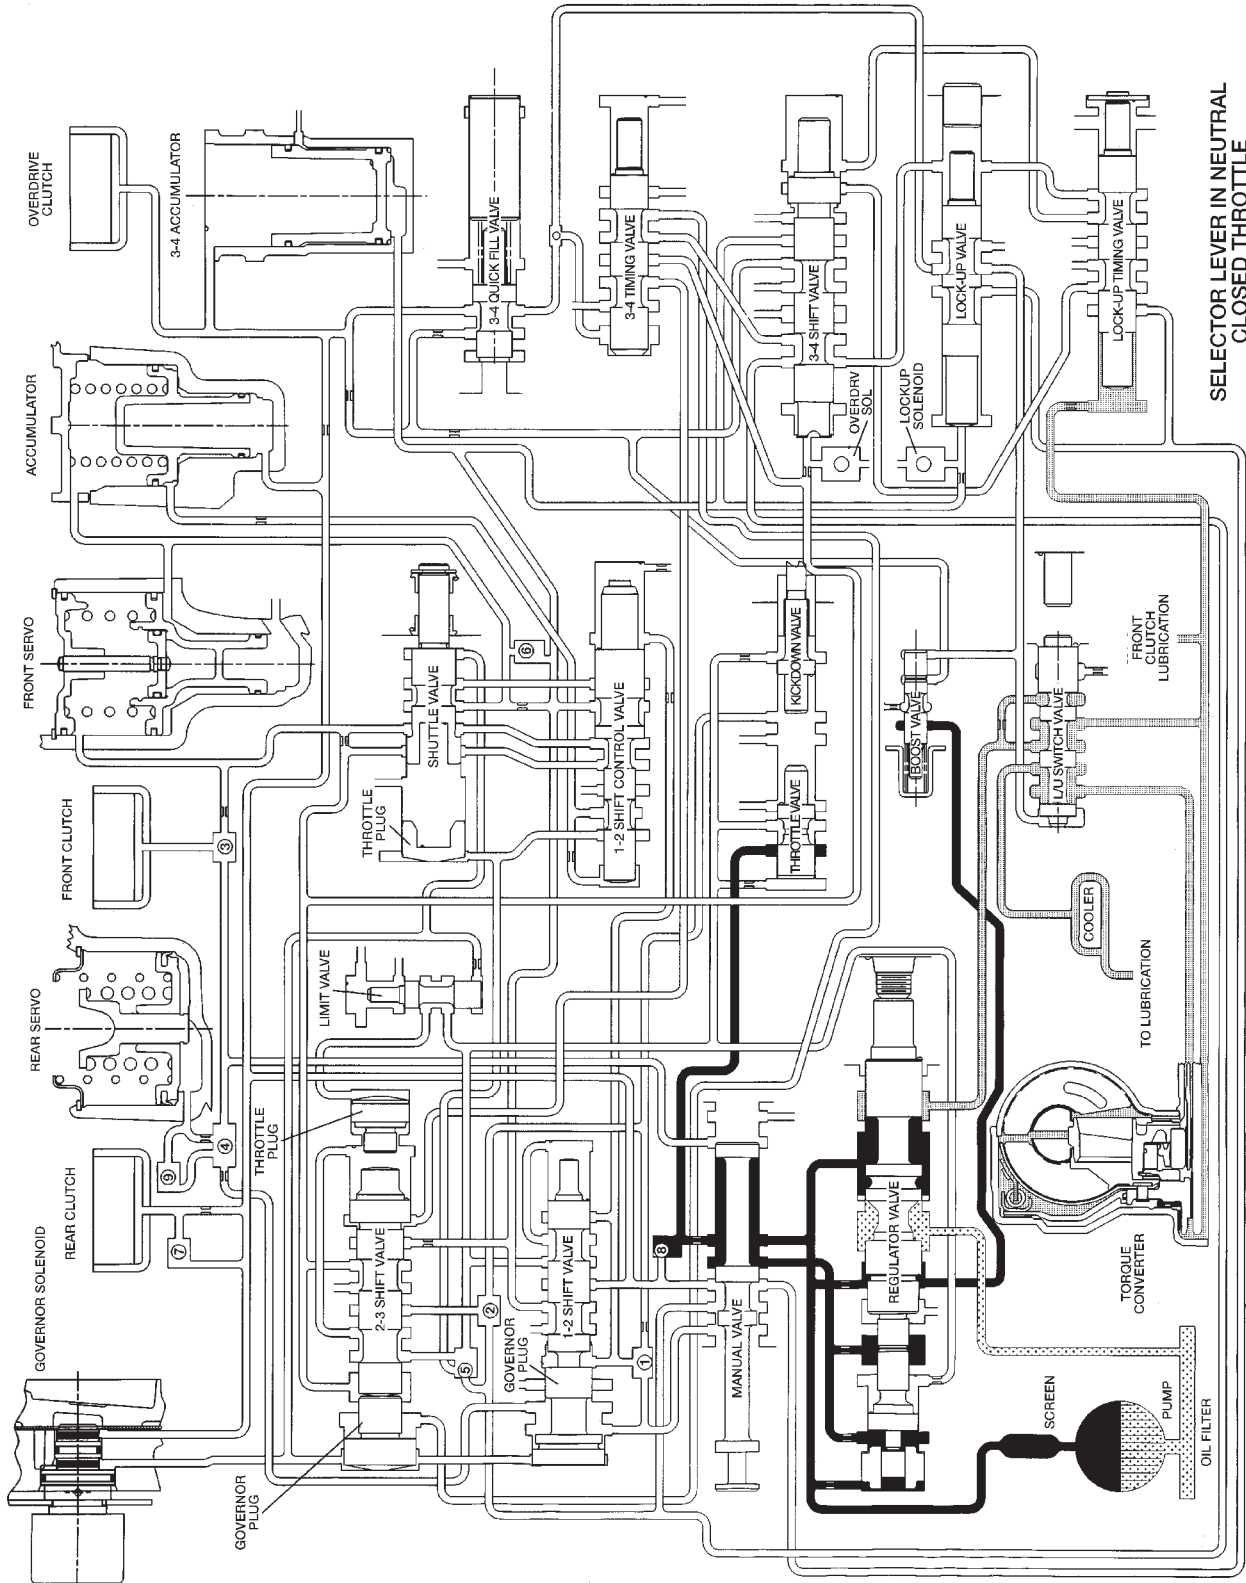 GOVERNOR SOLENOID
REAR CLUTCH
REAR SERVO
FRONT CLUTCH
FRONT SERVO
ACCUMULATOR
OVERDRIVE
CLUTCH
3-4 ACCUMULATOR
7
9
4
3
GOVERNOR
PLUG
2-3 SHIFT VALVE
THROTTLE
PLUG
LIMIT VALVE
THROTTLE
PLUG
SHUTTLE VALVE
6
3-4 QUICK FILL VALVE
5
2
GOVERNOR
PLUG
1-2 SHIFT VALVE
1-2 SHIFT CONTROL VALVE
3-4 TIMING VALVE
1
8
MANUAL VALVE
THROTTLE VALVE
KICKDOWN VALVE
3-4 SHIFT VALVE
OVERDRV
SOL
REGULATOR VALVE
BOOST VALVE
LOCKUP
SOLENOID
LOCK-UP VALVE
SCREEN
L/U SWITCH VALVE
COOLER
LOCK-UP TIMING VALVE
PUMP
OIL FILTER
TORQUE
CONVERTER
TO LUBRICATION
FRONT
CLUTCH
LUBRICATION
SELECTOR LEVER IN NEUTRAL
CLOSED THROTTLE